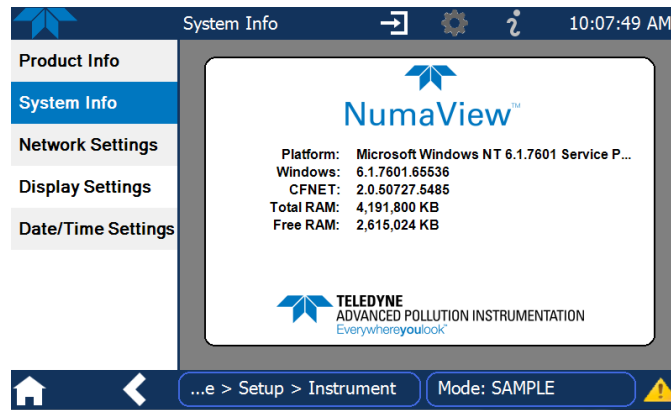 System Info
10:07:49 AM
Product Info
System Info
Network Settings
Display Settings
Date/Time Settings
NumaView™
Platform: Microsoft Windows NT 6.1.7601 Service P...
Windows: 6.1.7601.65536
CFNET: 2.0.50727.5485
Total RAM: 4,191,800 KB
Free RAM: 2,615,024 KB
TELEDYNE
ADVANCED POLLUTION INSTRUMENTATION
Everywhereyoulook™
...e > Setup > Instrument
Mode: SAMPLE